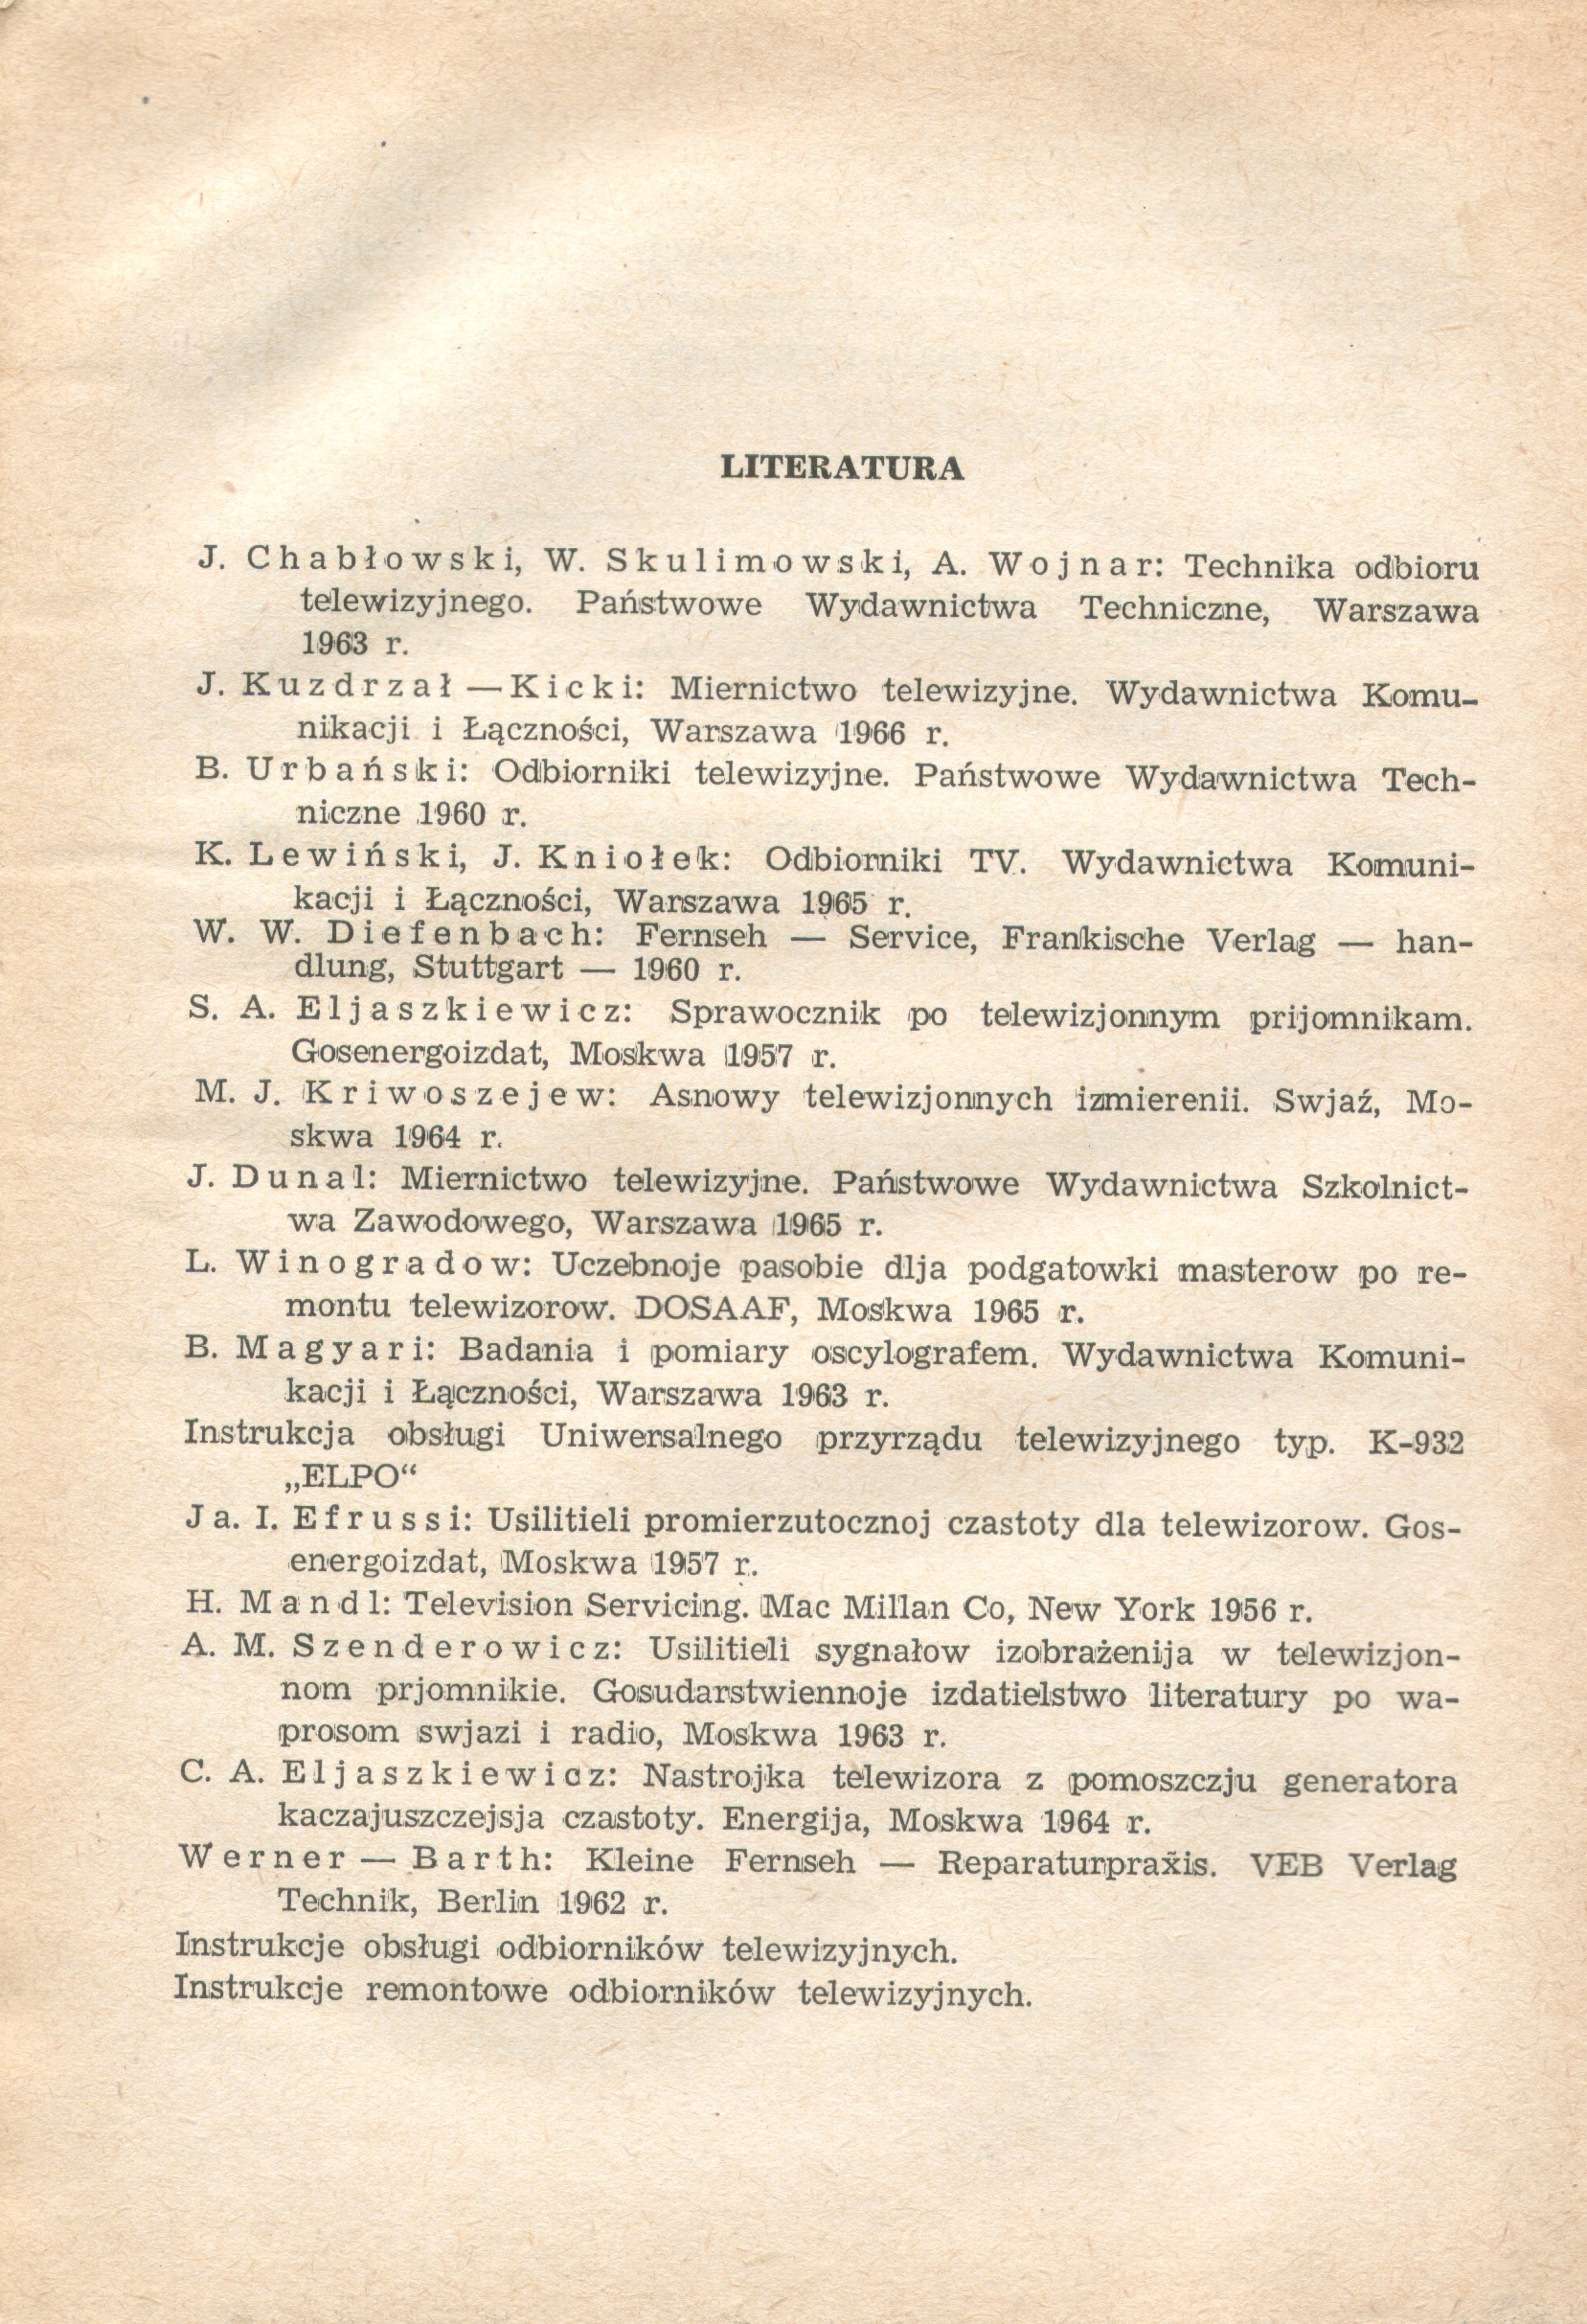 LITERATURA
J. Chabłowski, W. Skulimowski, A. Wojnar: Technika odbioru
telewizyjnego. Państwowe Wydawnictwa Techniczne, Warszawa
1963 r.
J. Kuzdrzał — Kicki: Miernictwo telewizyjne. Wydawnictwa Komu-
nikacji i Łączności, Warszawa 1966 r.
B. Urbański: Odbiorniki telewizyjne. Państwowe Wydawnictwa Tech-
niczne 1960 r.
K. Lewiński, J. Kniołek: Odbiorniki TV. Wydawnictwa Komuni-
kacji i Łączności, Warszawa 1965 r.
W. W. Diefenbach: Fernseh — Service, Frankische Verlag — han-
dlung, Stuttgart — 1960 r.
S. A. Eljaszkiewicz: Sprawocznik po telewizjonnym prijomnikam.
Gosenergoizdat, Moskwa 1957 r.
M. J. Kriwoszejew: Asnowy telewizjonnych izmierenii. Swjaź, Mo-
skwa 1964 r.
J. Dunal: Miernictwo telewizyjne. Państwowe Wydawnictwa Szkolnict-
wa Zawodowego, Warszawa 1965 r.
L. Winogradow: Uczebnoje pasobie dlja podgatowki masterow po re-
montu telewizorow. DOSAAF, Moskwa 1965 r.
B. Magyari: Badania i pomiary oscylografem. Wydawnictwa Komuni-
kacji i Łączności, Warszawa 1963 r.
Instrukcja obsługi Uniwersalnego przyrządu telewizyjnego typ. K-932
„ELPO“
Ja. I. Efrussi: Usilitieli promierzutocznoj czastoty dla telewizorow. Gos-
energoizdat, Moskwa 1957 r.
H. Mandl: Television Servicing. Mac Millan Co, New York 1956 r.
A. M. Szenderowicz: Usilitieli sygnałow izobrażenija w telewizjon-
nom prjomnikie. Gosudarstwiennoje izdatielstwo literatury po wa-
prosom swjazi i radio, Moskwa 1963 r.
C. A. Eljaszkiewicz: Nastrojka telewizora z pomoszczju generatora
kaczajuszczejsja czastoty. Energija, Moskwa 1964 r.
Werner — Barth: Kleine Fernseh — Reparaturpraxis. VEB Verlag
Technik, Berlin 1962 r.
Instrukcje obsługi odbiorników telewizyjnych.
Instrukcje remontowe odbiorników telewizyjnych.